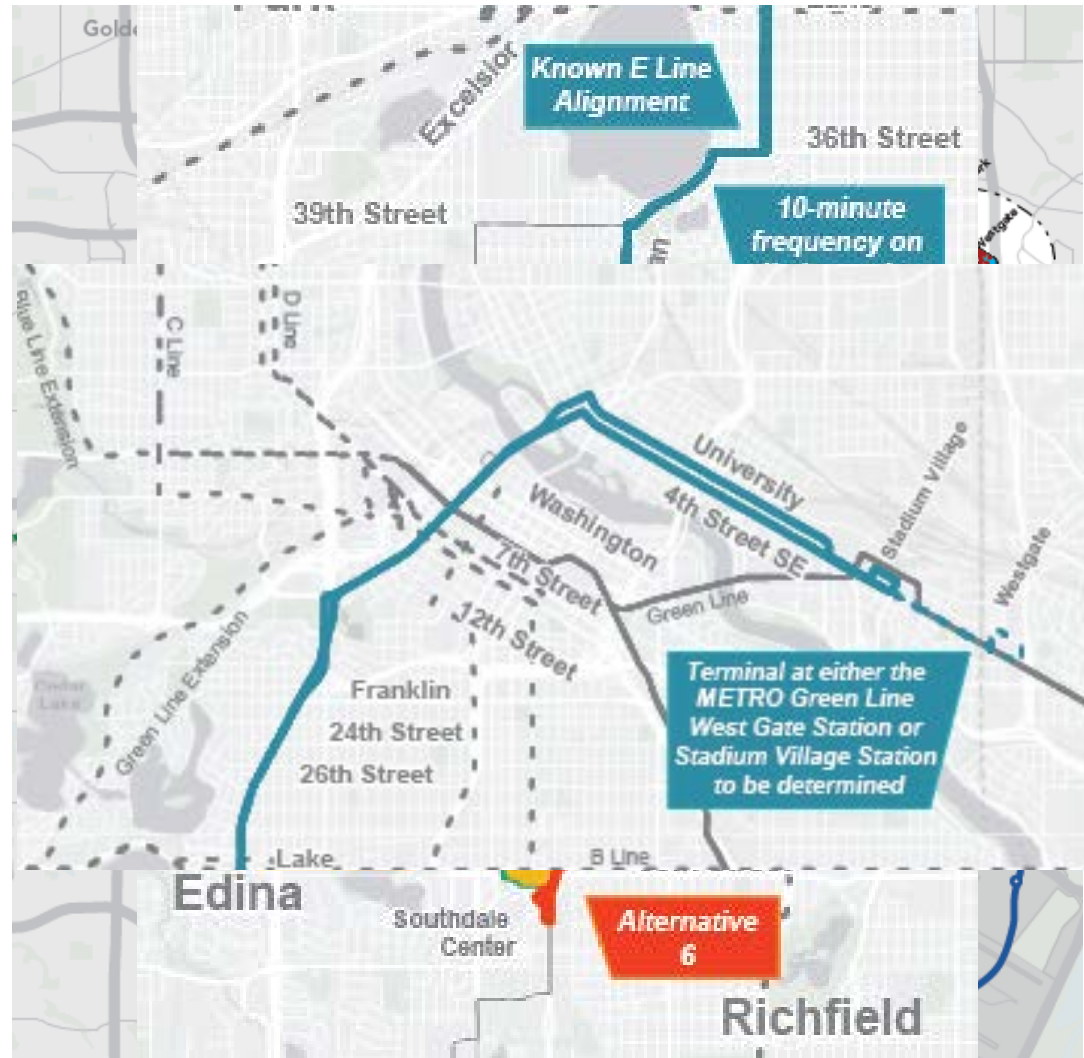 Excelsior
Known E Line
Alignment
36th Street
39th Street
10-minute
frequency on
Westgate
Blue Line Extension
C Line
D Line
University
4th Street SE
Stadium Village
Washington
7th Street
12th Street
Green Line
Westgate
Green Line Extension
Franklin
24th Street
26th Street
Terminal at either the
METRO Green Line
West Gate Station or
Stadium Village Station
to be determined
Cedar
Lake
Lake
B Line
Edina
Southdale
Center
Alternative
6
Richfield